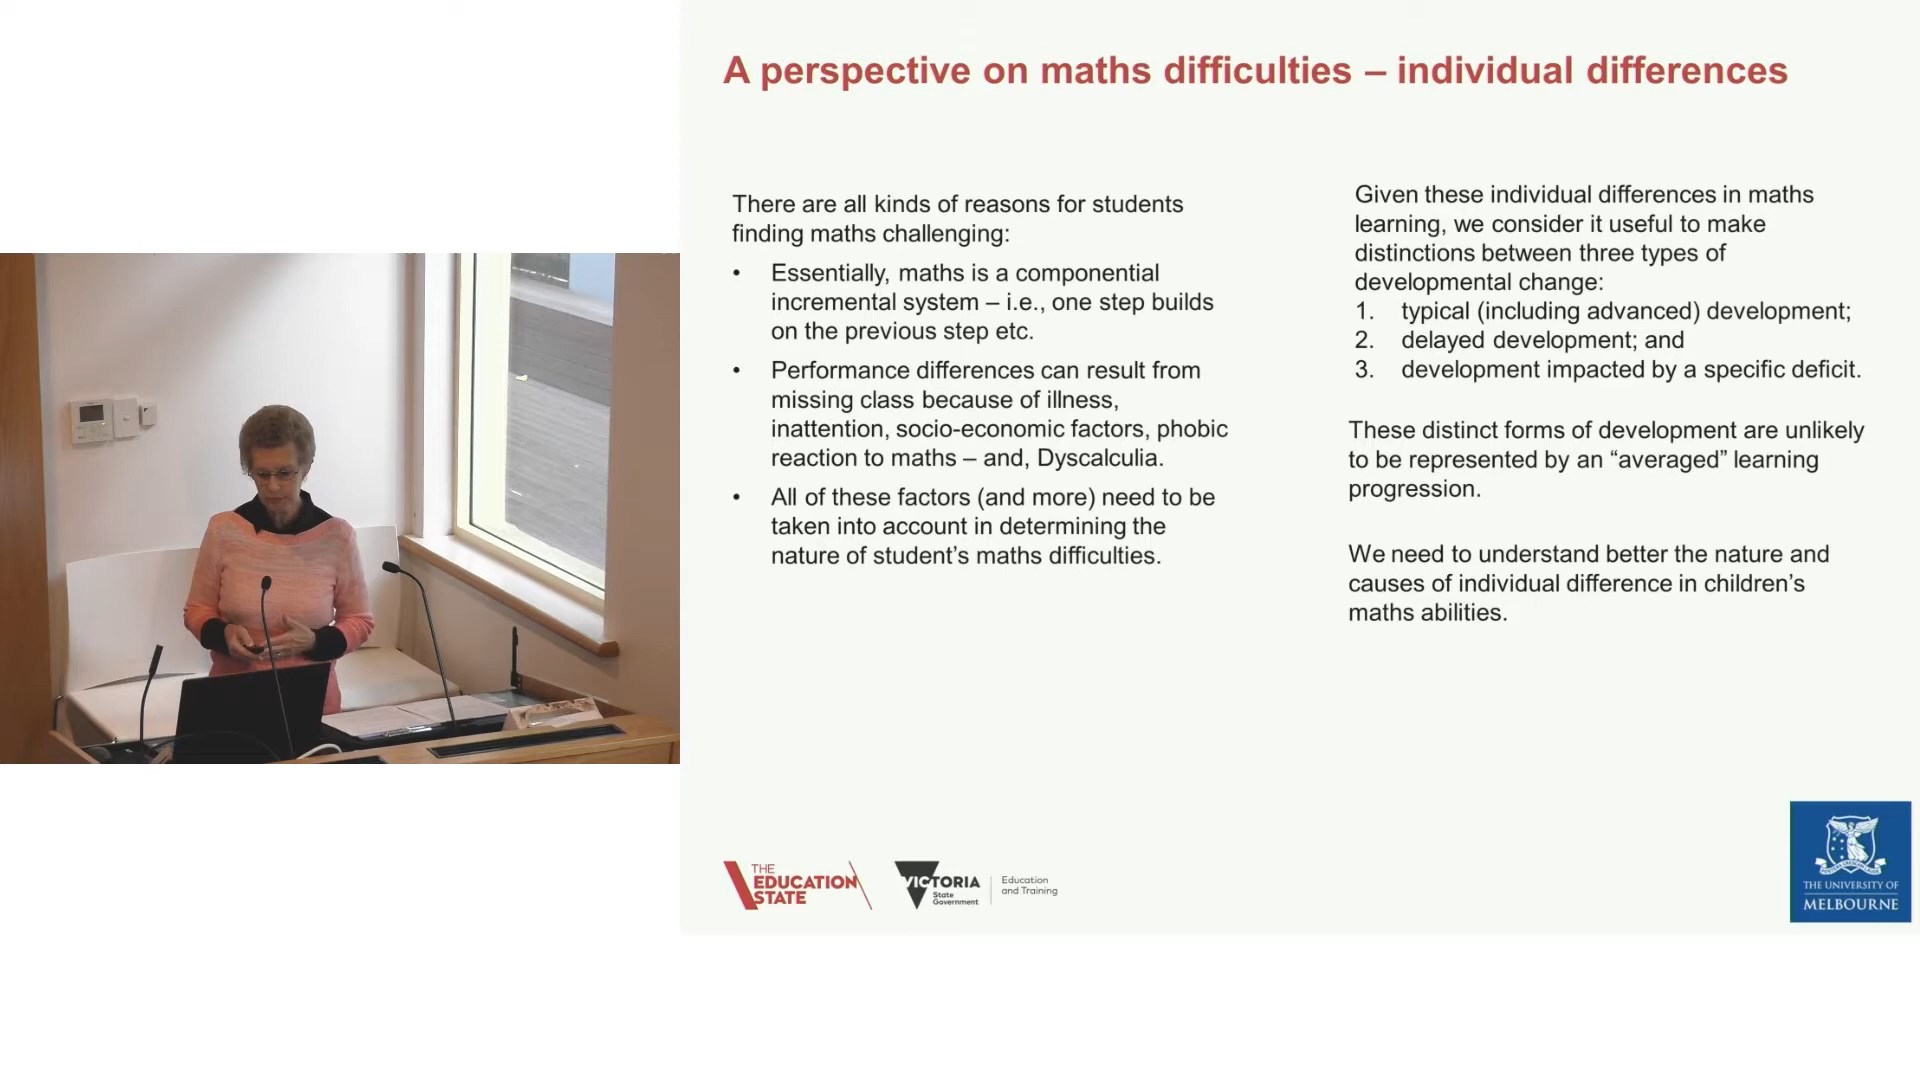 A perspective on maths difficulties – individual differences
There are all kinds of reasons for students
finding maths challenging:
• Essentially, maths is a componential
incremental system – i.e., one step builds
on the previous step etc.
• Performance differences can result from
missing class because of illness,
inattention, socio-economic factors, phobic
reaction to maths – and, Dyscalculia.
• All of these factors (and more) need to be
taken into account in determining the
nature of student’s maths difficulties.
Given these individual differences in maths
learning, we consider it useful to make
distinctions between three types of
developmental change:
1. typical (including advanced) development;
2. delayed development; and
3. development impacted by a specific deficit.
These distinct forms of development are unlikely
to be represented by an “averaged” learning
progression.
We need to understand better the nature and
causes of individual difference in children’s
maths abilities.
THE
EDUCATION
STATE
VICTORIA
State
Government
Education
and Training
THE UNIVERSITY OF
MELBOURNE